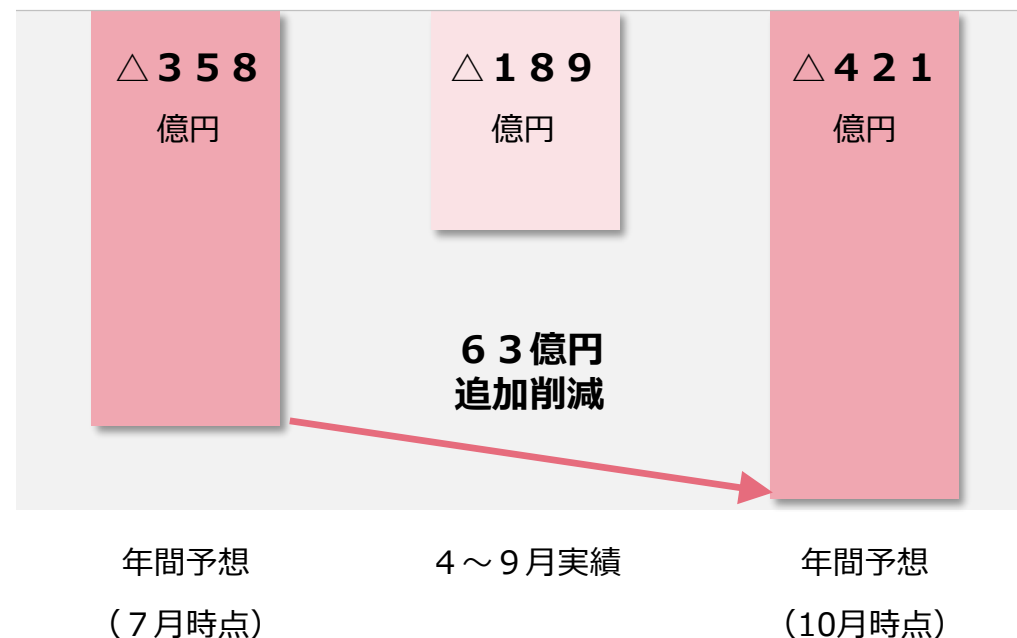 △３５８
億円
△１８９
億円
△４２１
億円
６３億円
追加削減
年間予想
（７月時点）
４～９月実績
年間予想
（10月時点）